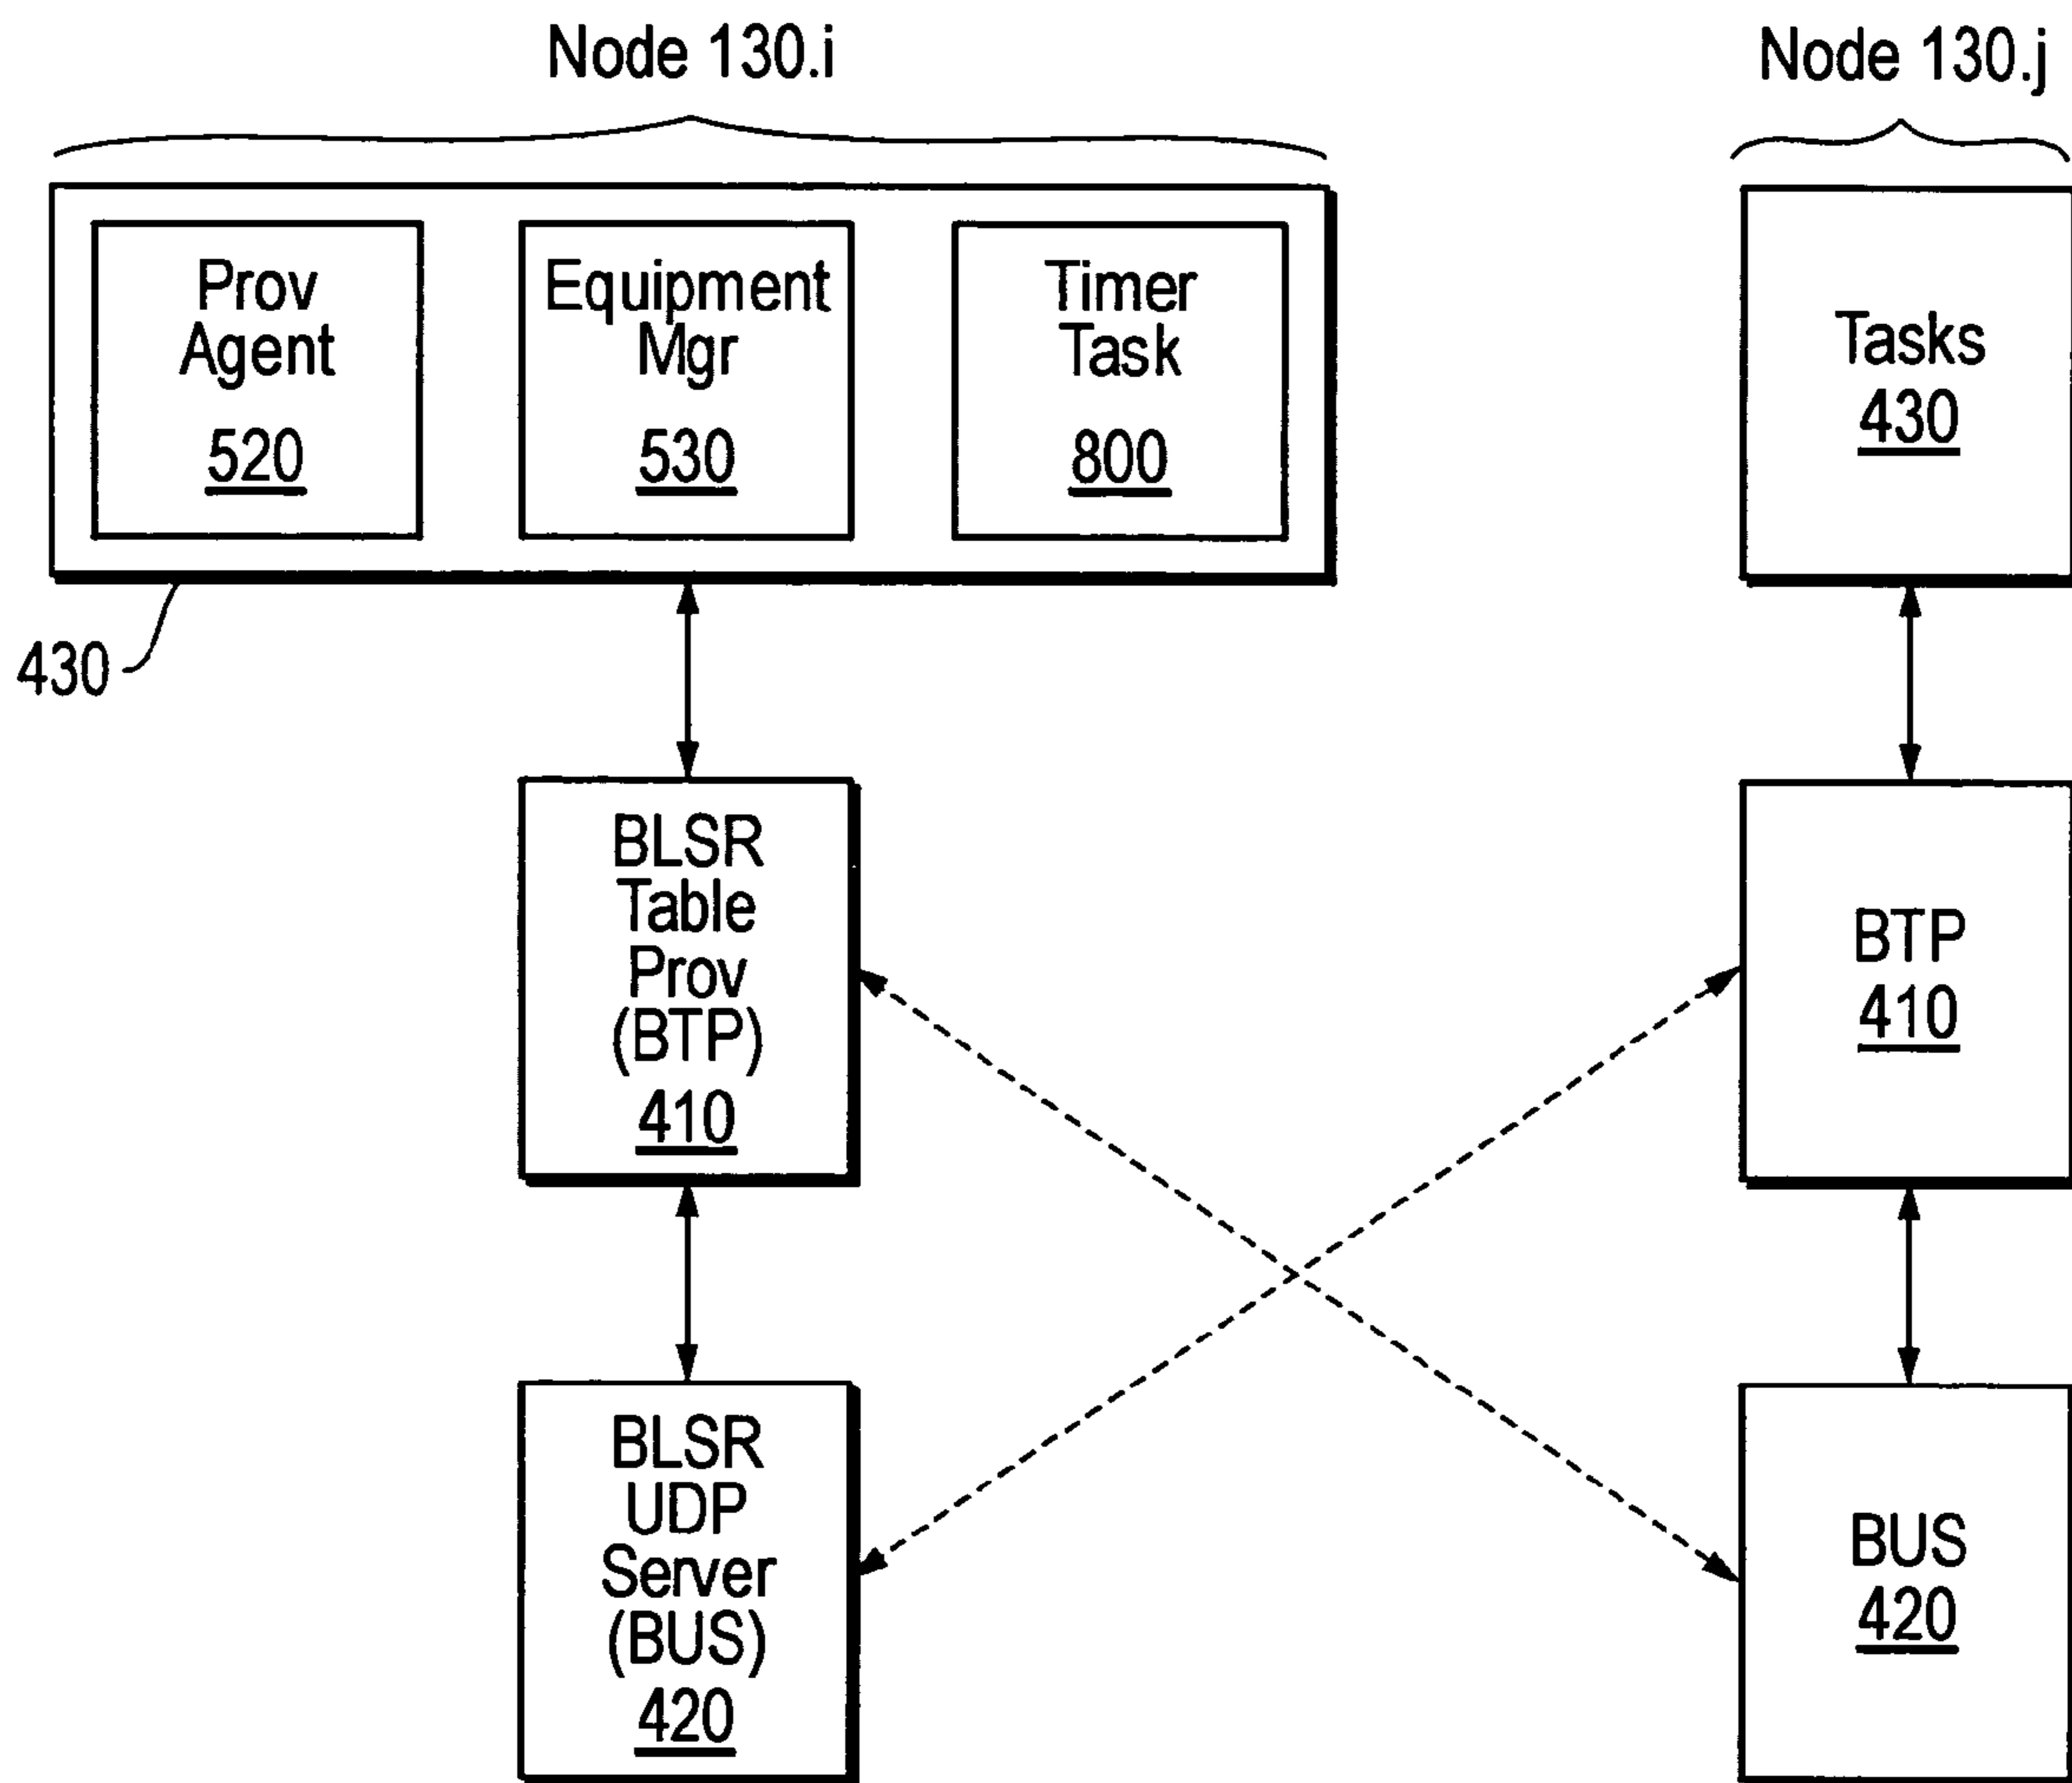 Node 130.i
Node 130.j
Prov
Agent
520
Equipment
Mgr
530
Timer
Task
800
Tasks
430
430
BLSR
Table
Prov
(BTP)
410
BTP
410
BLSR
UDP
Server
(BUS)
420
BUS
420